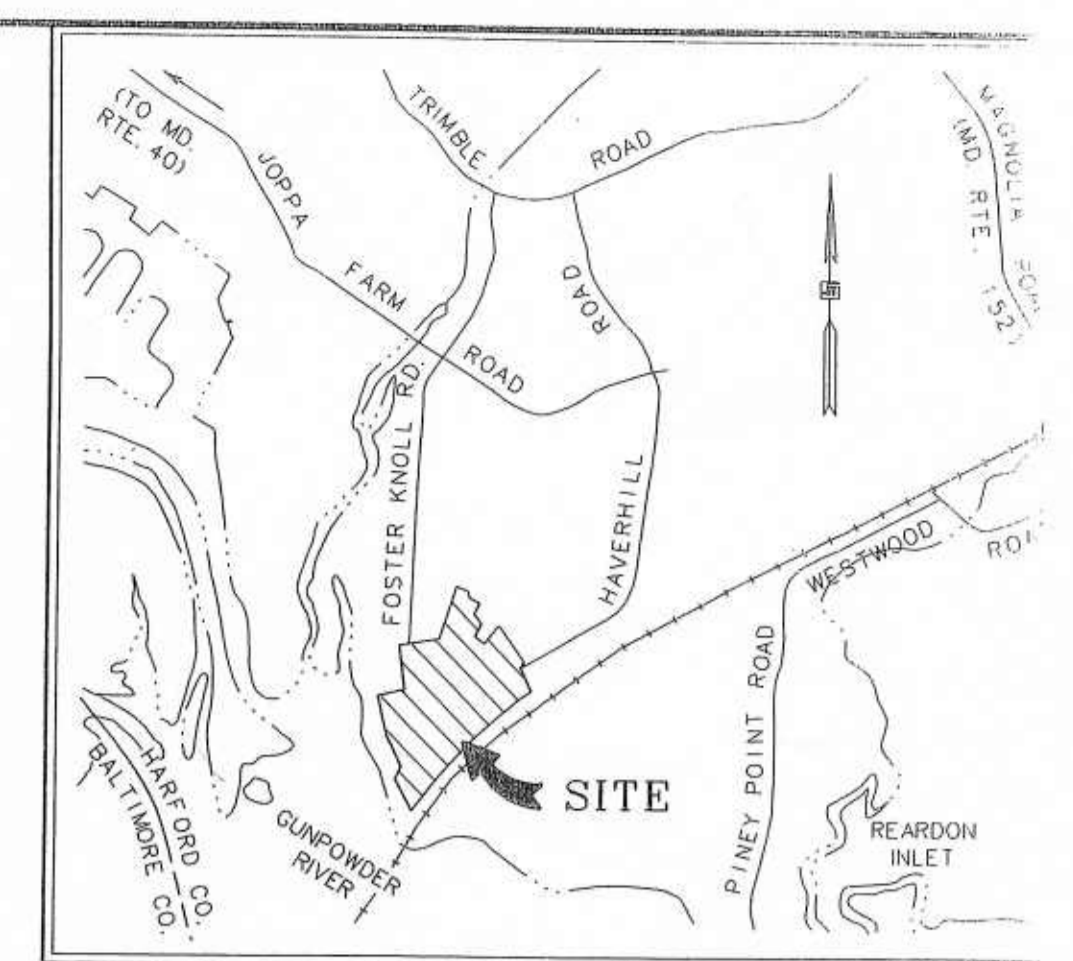 (TO MD.
RTE. 40)
JOPPA
FARM
ROAD
TRIMBLE
ROAD
MAGNOLIA
(MD. RTE.
152)
ROAD
HAVERHILL
FOSTER KNOLL RD.
WESTWOOD
PINEY POINT ROAD
SITE
HARFORD CO.
BALTIMORE CO.
GUNPOWDER
RIVER
REARDON
INLET